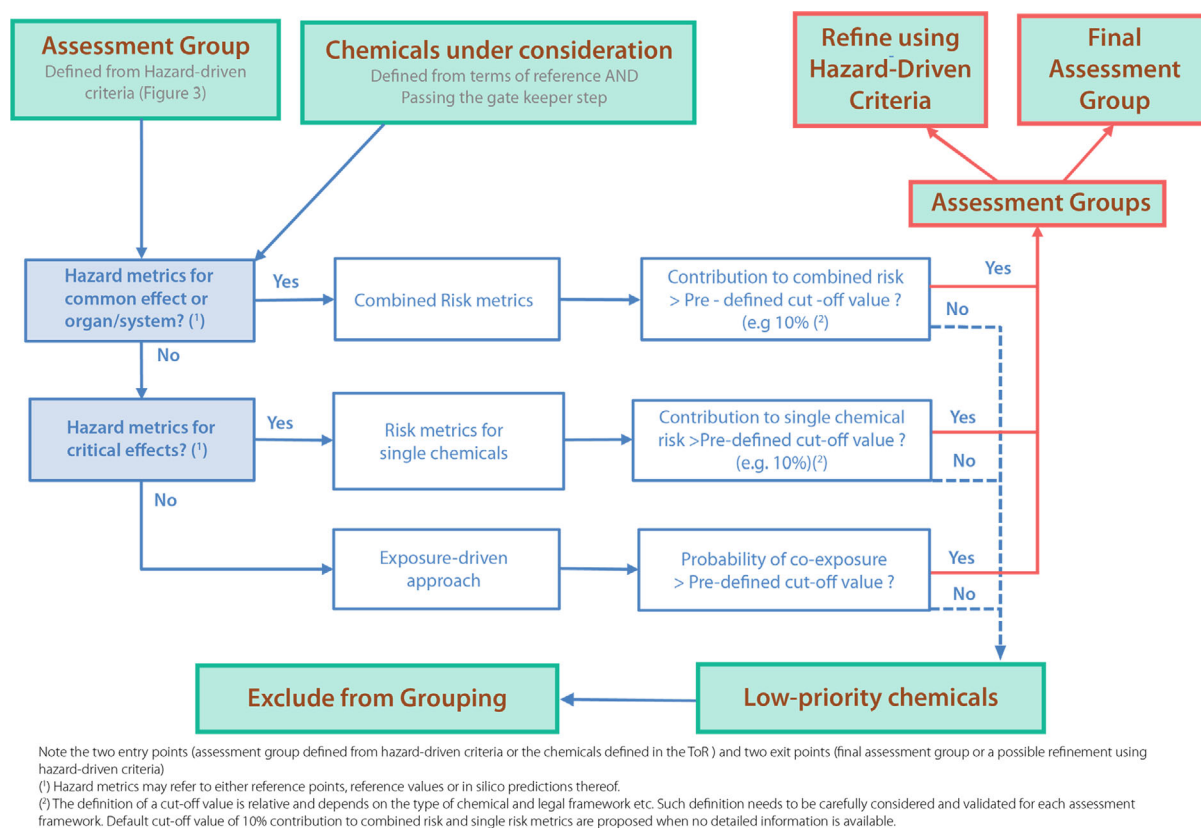 Assessment Group
Defined from Hazard-driven
criteria (Figure 3)
Chemicals under consideration
Defined from terms of reference AND
Passing the gate keeper step
Refine using
Hazard-Driven
Criteria
Final
Assessment
Group
Assessment Groups
Hazard metrics for
common effect or
organ/system? (¹)
Yes
Combined Risk metrics
Contribution to combined risk
> Pre - defined cut -off value ?
(e.g 10% (²)
Yes
No
No
Hazard metrics for
critical effects? (¹)
Yes
Risk metrics for
single chemicals
Contribution to single chemical
risk >Pre-defined cut-off value ?
(e.g. 10%)(²)
Yes
No
No
Exposure-driven
approach
Probability of co-exposure
> Pre-defined cut-off value ?
Yes
No
Exclude from Grouping
Low-priority chemicals
Note the two entry points (assessment group defined from hazard-driven criteria or the chemicals defined in the ToR ) and two exit points (final assessment group or a possible refinement using
hazard-driven criteria)
(¹) Hazard metrics may refer to either reference points, reference values or in silico predictions thereof.
(²) The definition of a cut-off value is relative and depends on the type of chemical and legal framework etc. Such definition needs to be carefully considered and validated for each assessment
framework. Default cut-off value of 10% contribution to combined risk and single risk metrics are proposed when no detailed information is available.